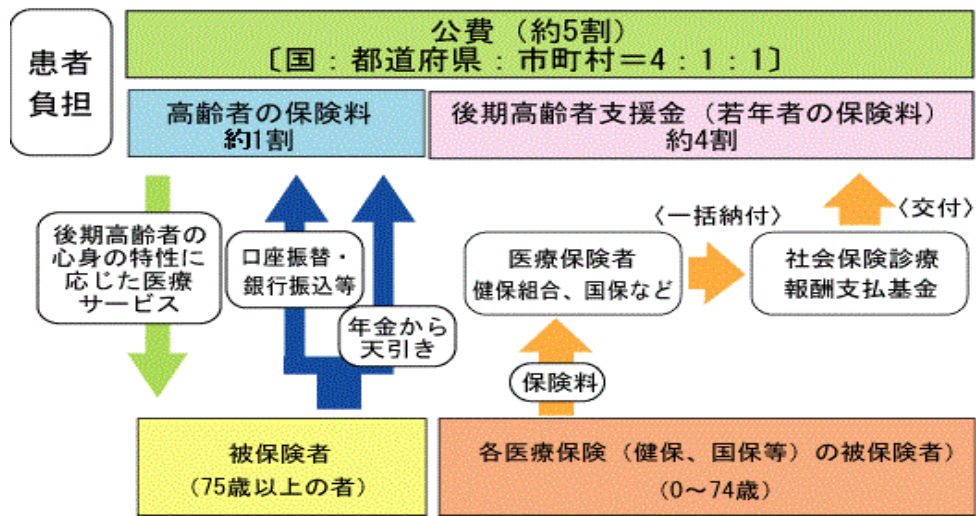 患者
負担
公費（約5割）
〔国：都道府県：市町村＝4：1：1〕
高齢者の保険料
約1割
後期高齢者支援金（若年者の保険料）
約4割
後期高齢者の
心身の特性に
応じた医療
サービス
口座振替・
銀行振込等
年金から
天引き
〈一括納付〉
〈交付〉
医療保険者
健保組合、国保など
社会保険診療
報酬支払基金
保険料
被保険者
（75歳以上の者）
各医療保険（健保、国保等）の被保険者）
（0～74歳）